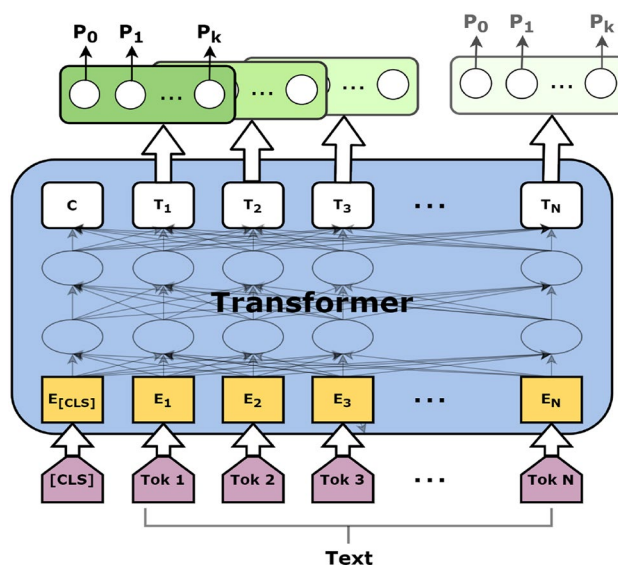 P0 P1 Pk P0 P1 Pk
... ... ... ...
C T1 T2 T3 ... TN
Transformer
E[CLS] E1 E2 E3 ... EN
[CLS] Tok 1 Tok 2 Tok 3 ... Tok N
Text